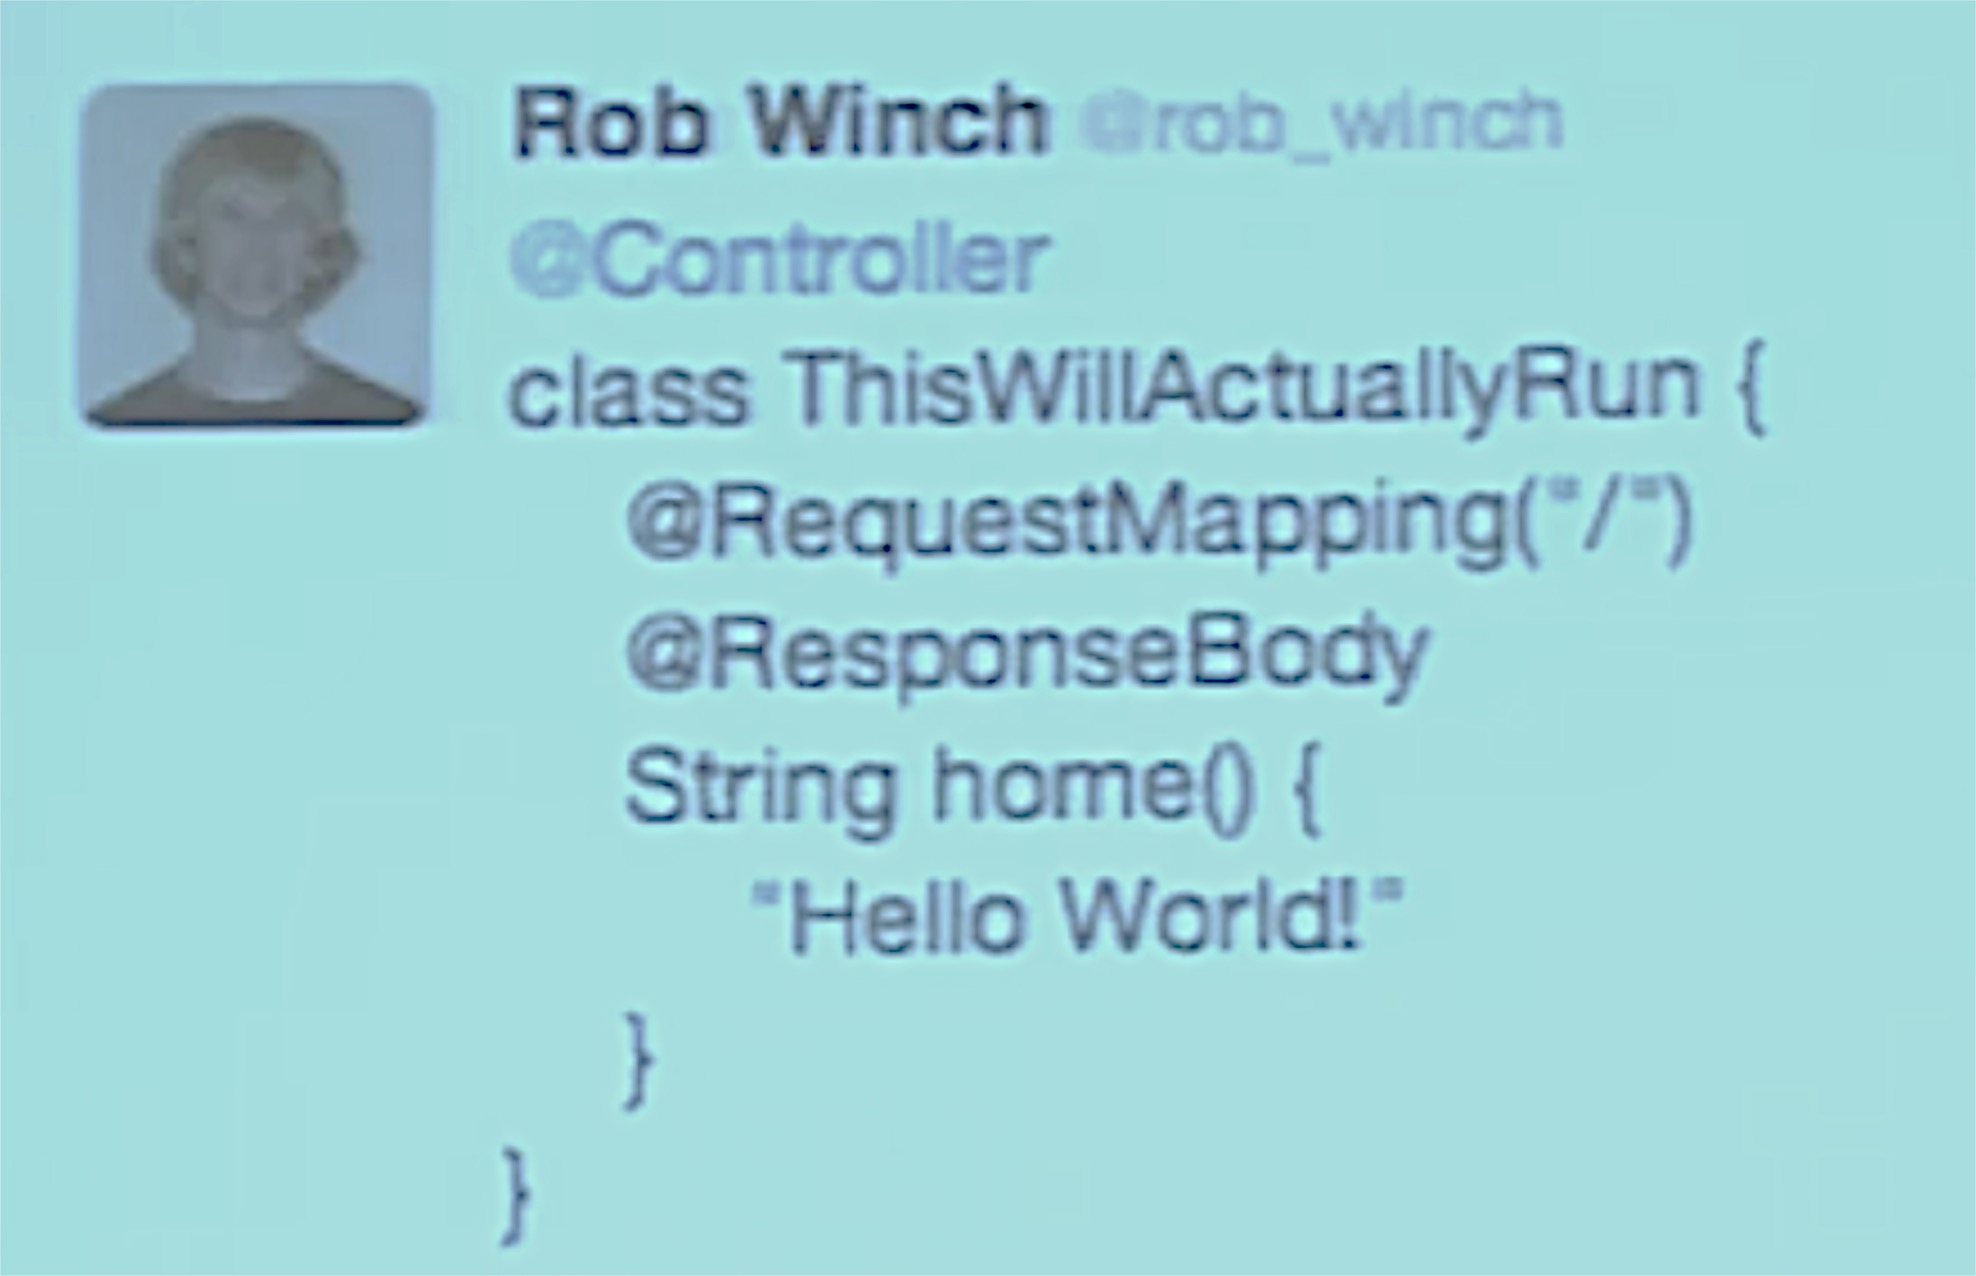 Rob Winch @rob_winch
@Controller
class ThisWillActuallyRun {
@RequestMapping("/")
@ResponseBody
String home() {
"Hello World!"
}
}